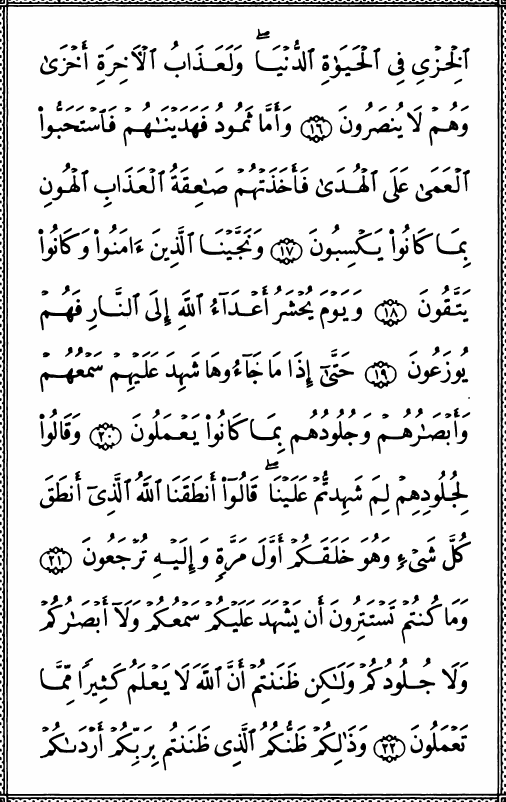 ٱلۡخِزۡيِ فِي ٱلۡحَيَوٰةِ ٱلدُّنۡيَاۖ وَلَعَذَابُ ٱلۡأٓخِرَةِ أَخۡزَىٰ
وَهُمۡ لَا يُنصَرُونَ ١٦ وَأَمَّا ثَمُودُ فَهَدَيۡنَٰهُمۡ فَٱسۡتَحَبُّواْ
ٱلۡعَمَىٰ عَلَى ٱلۡهُدَىٰ فَأَخَذَتۡهُمۡ صَٰعِقَةُ ٱلۡعَذَابِ ٱلۡهُونِ
بِمَا كَانُواْ يَكۡسِبُونَ ١٧ وَنَجَّيۡنَا ٱلَّذِينَ ءَامَنُواْ وَكَانُواْ
يَتَّقُونَ ١٨ وَيَوۡمَ يُحۡشَرُ أَعۡدَآءُ ٱللَّهِ إِلَى ٱلنَّارِ فَهُمۡ
يُوزَعُونَ ١٩ حَتَّىٰٓ إِذَا مَا جَآءُوهَا شَهِدَ عَلَيۡهِمۡ سَمۡعُهُمۡ
وَأَبۡصَٰرُهُمۡ وَجُلُودُهُم بِمَا كَانُواْ يَعۡمَلُونَ ٢٠ وَقَالُواْ
لِجُلُودِهِمۡ لِمَ شَهِدتُّمۡ عَلَيۡنَاۖ قَالُوٓاْ أَنطَقَنَا ٱللَّهُ ٱلَّذِيٓ أَنطَقَ
كُلَّ شَيۡءٖ وَهُوَ خَلَقَكُمۡ أَوَّلَ مَرَّةٖ وَإِلَيۡهِ تُرۡجَعُونَ ٢١
وَمَا كُنتُمۡ تَسۡتَتِرُونَ أَن يَشۡهَدَ عَلَيۡكُمۡ سَمۡعُكُمۡ وَلَآ أَبۡصَٰرُكُمۡ
وَلَا جُلُودُكُمۡ وَلَٰكِن ظَنَنتُمۡ أَنَّ ٱللَّهَ لَا يَعۡلَمُ كَثِيرٗا مِّمَّا
تَعۡمَلُونَ ٢٢ وَذَٰلِكُمۡ ظَنُّكُمُ ٱلَّذِي ظَنَنتُم بِرَبِّكُمۡ أَرۡدَىٰكُمۡ